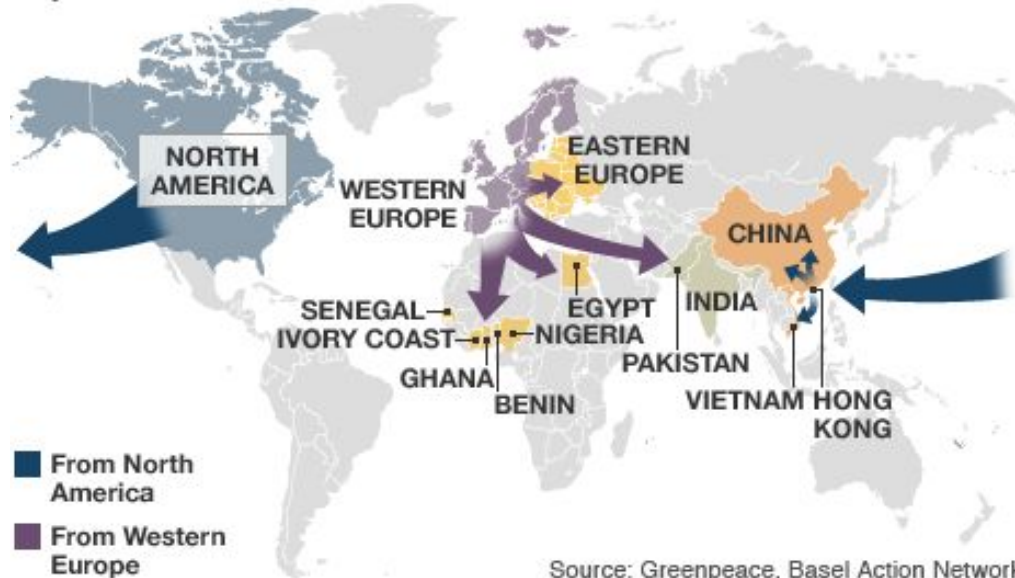 NORTH
AMERICA
WESTERN
EUROPE
EASTERN
EUROPE
CHINA
SENEGAL
IVORY COAST
GHANA
BENIN
EGYPT
NIGERIA
INDIA
PAKISTAN
VIETNAM
HONG
KONG
From North
America
From Western
Europe
Source: Greenpeace, Basel Action Network